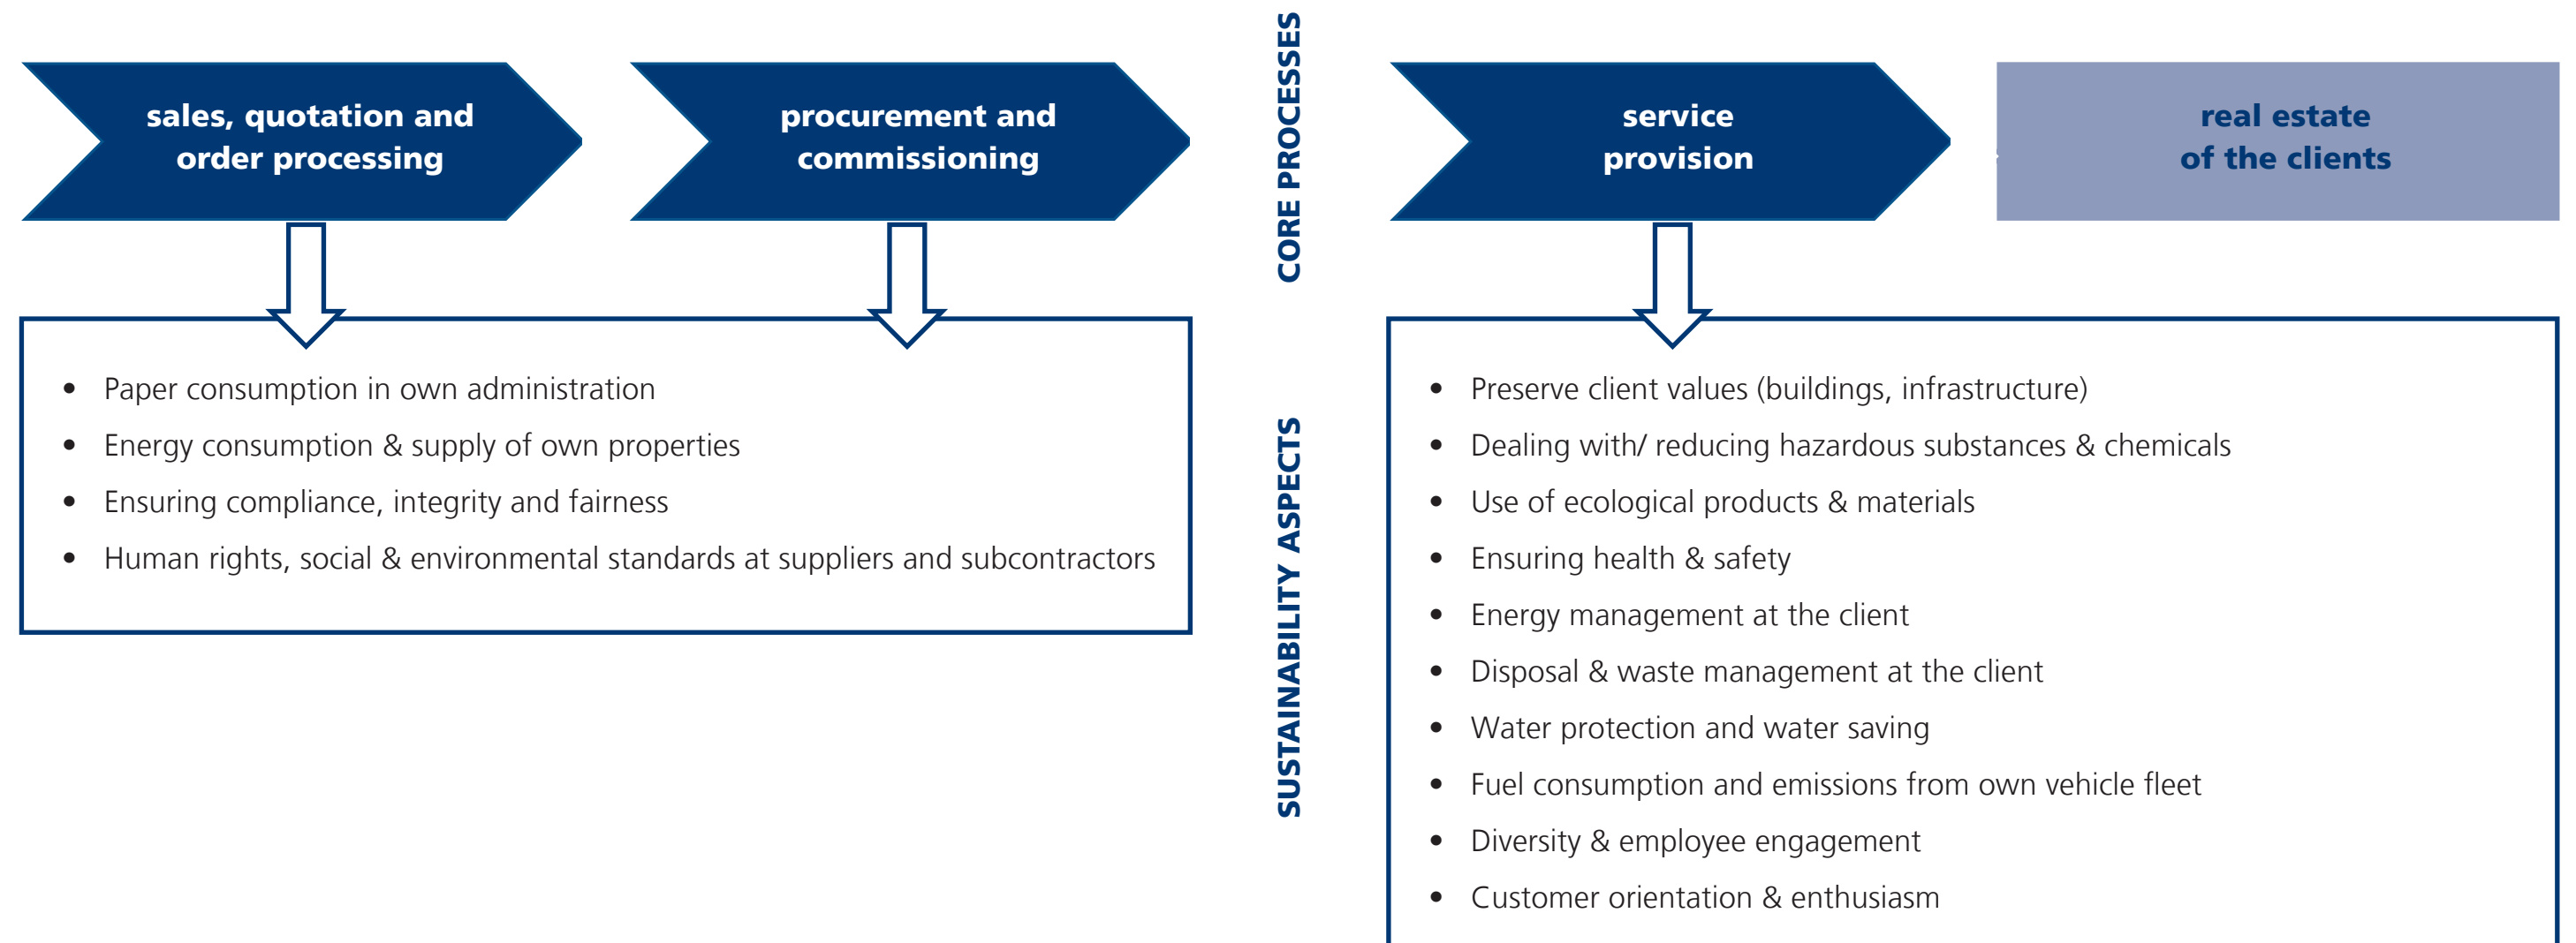 CORE PROCESSES
sales, quotation and
order processing
procurement and
commissioning
service
provision
real estate
of the clients
SUSTAINABILITY ASPECTS
• Paper consumption in own administration
• Energy consumption & supply of own properties
• Ensuring compliance, integrity and fairness
• Human rights, social & environmental standards at suppliers and subcontractors
• Preserve client values (buildings, infrastructure)
• Dealing with/ reducing hazardous substances & chemicals
• Use of ecological products & materials
• Ensuring health & safety
• Energy management at the client
• Disposal & waste management at the client
• Water protection and water saving
• Fuel consumption and emissions from own vehicle fleet
• Diversity & employee engagement
• Customer orientation & enthusiasm